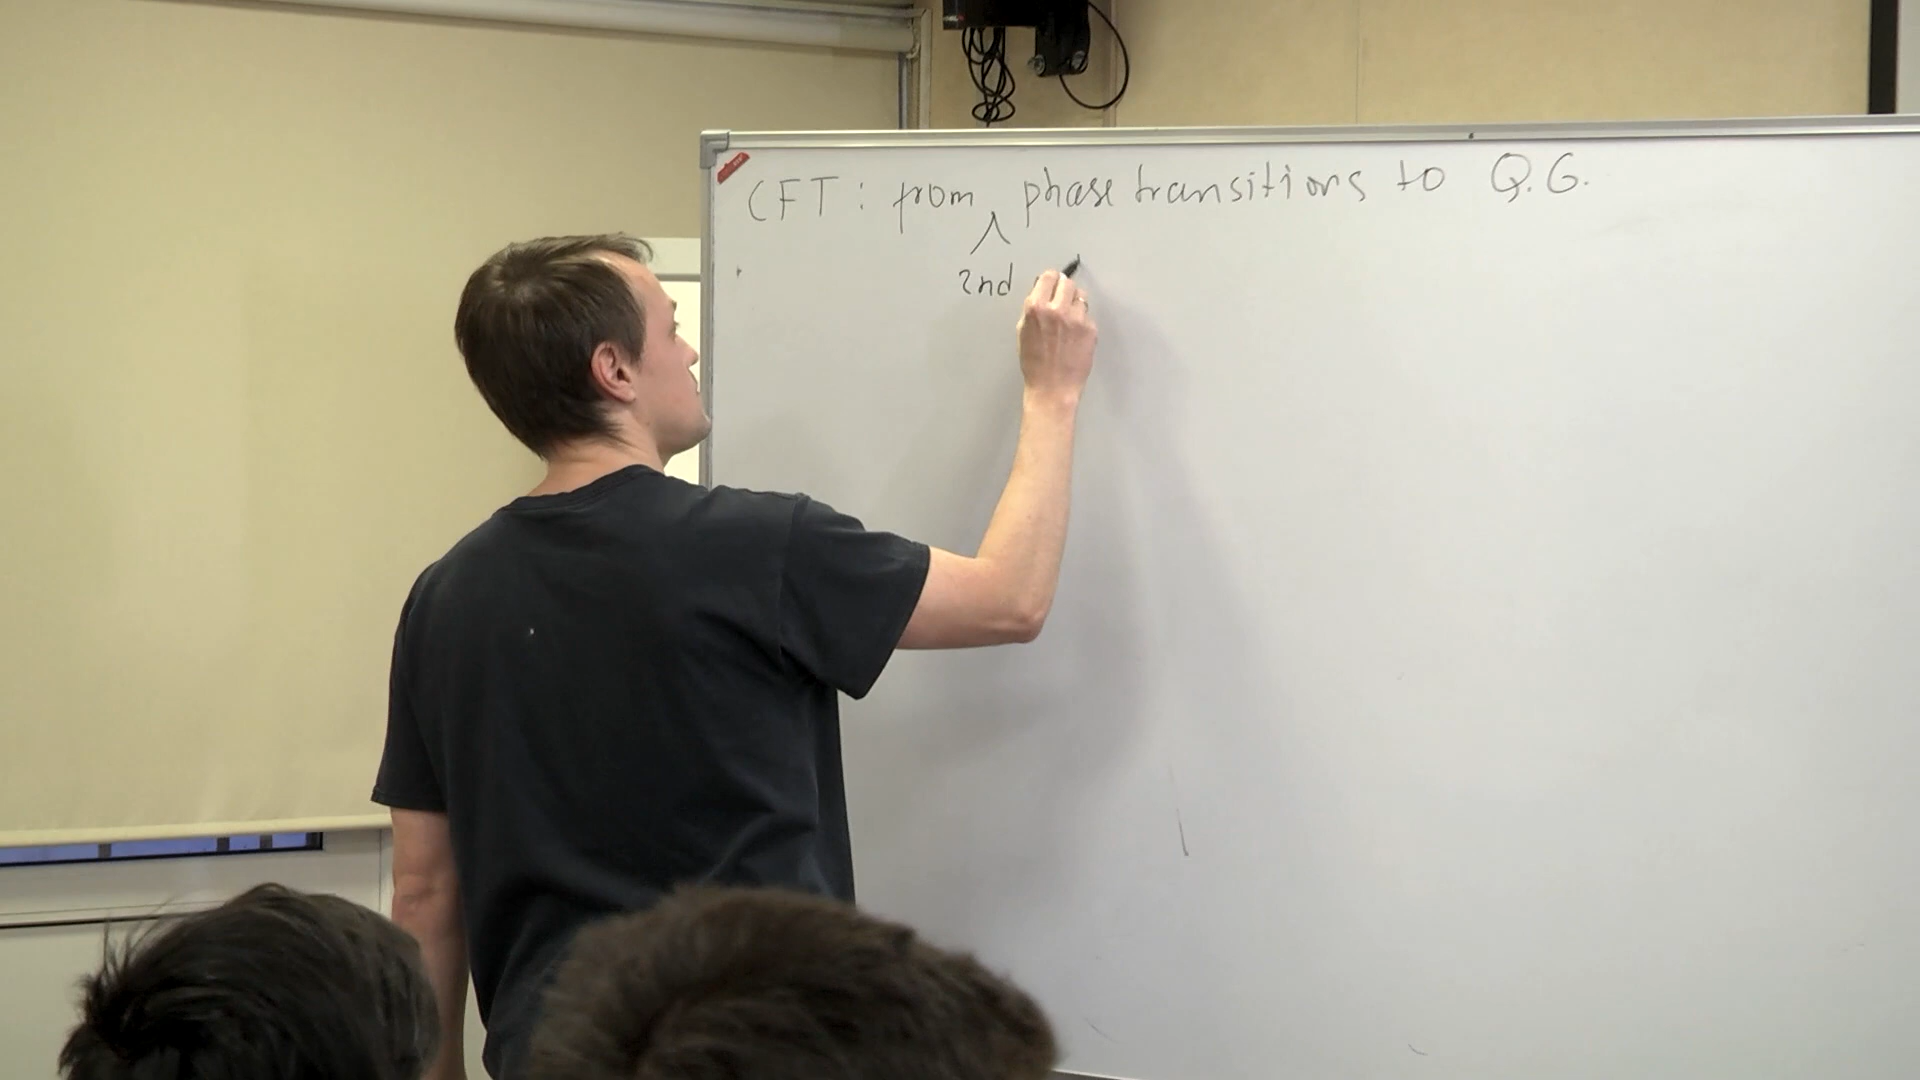 CFT: from ^ phase transitions to Q.G.
2nd